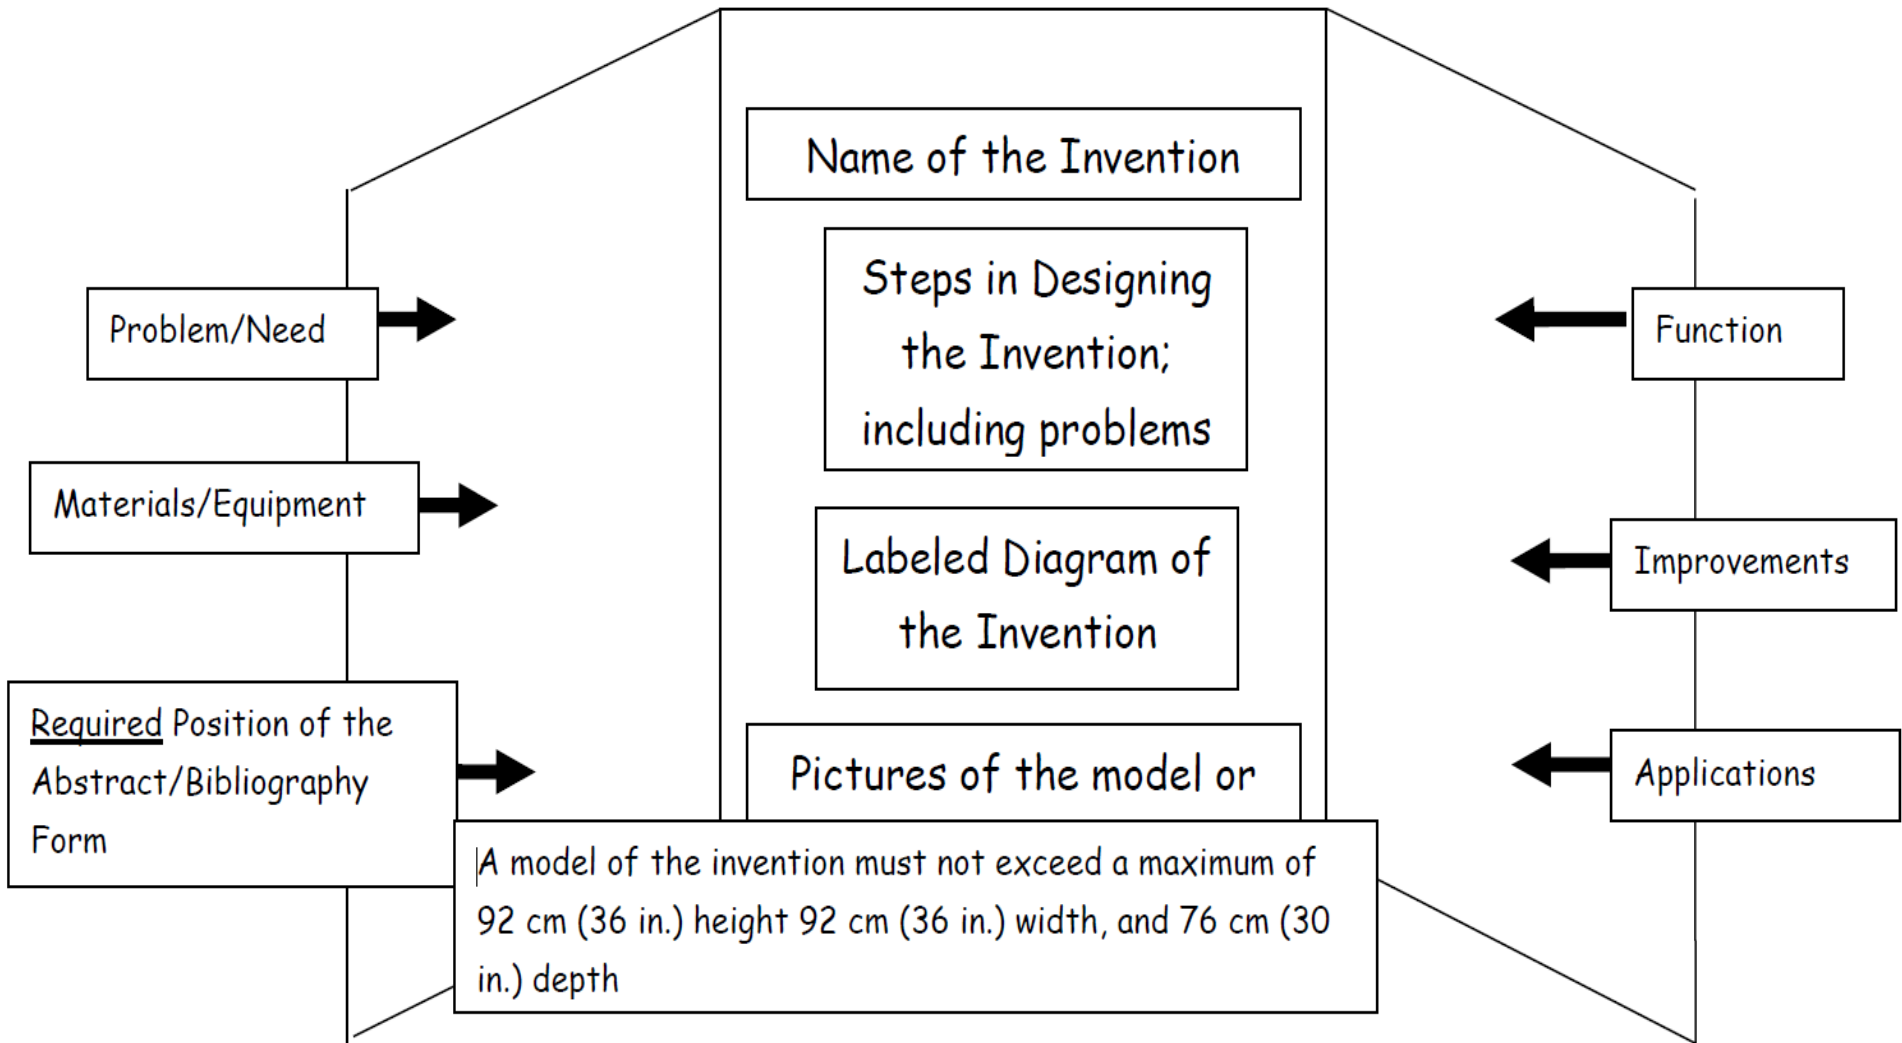 Name of the Invention
Steps in Designing
the Invention;
including problems
Labeled Diagram of
the Invention
Pictures of the model or
Problem/Need
Materials/Equipment
Required Position of the
Abstract/Bibliography
Form
Function
Improvements
Applications
A model of the invention must not exceed a maximum of
92 cm (36 in.) height 92 cm (36 in.) width, and 76 cm (30
in.) depth